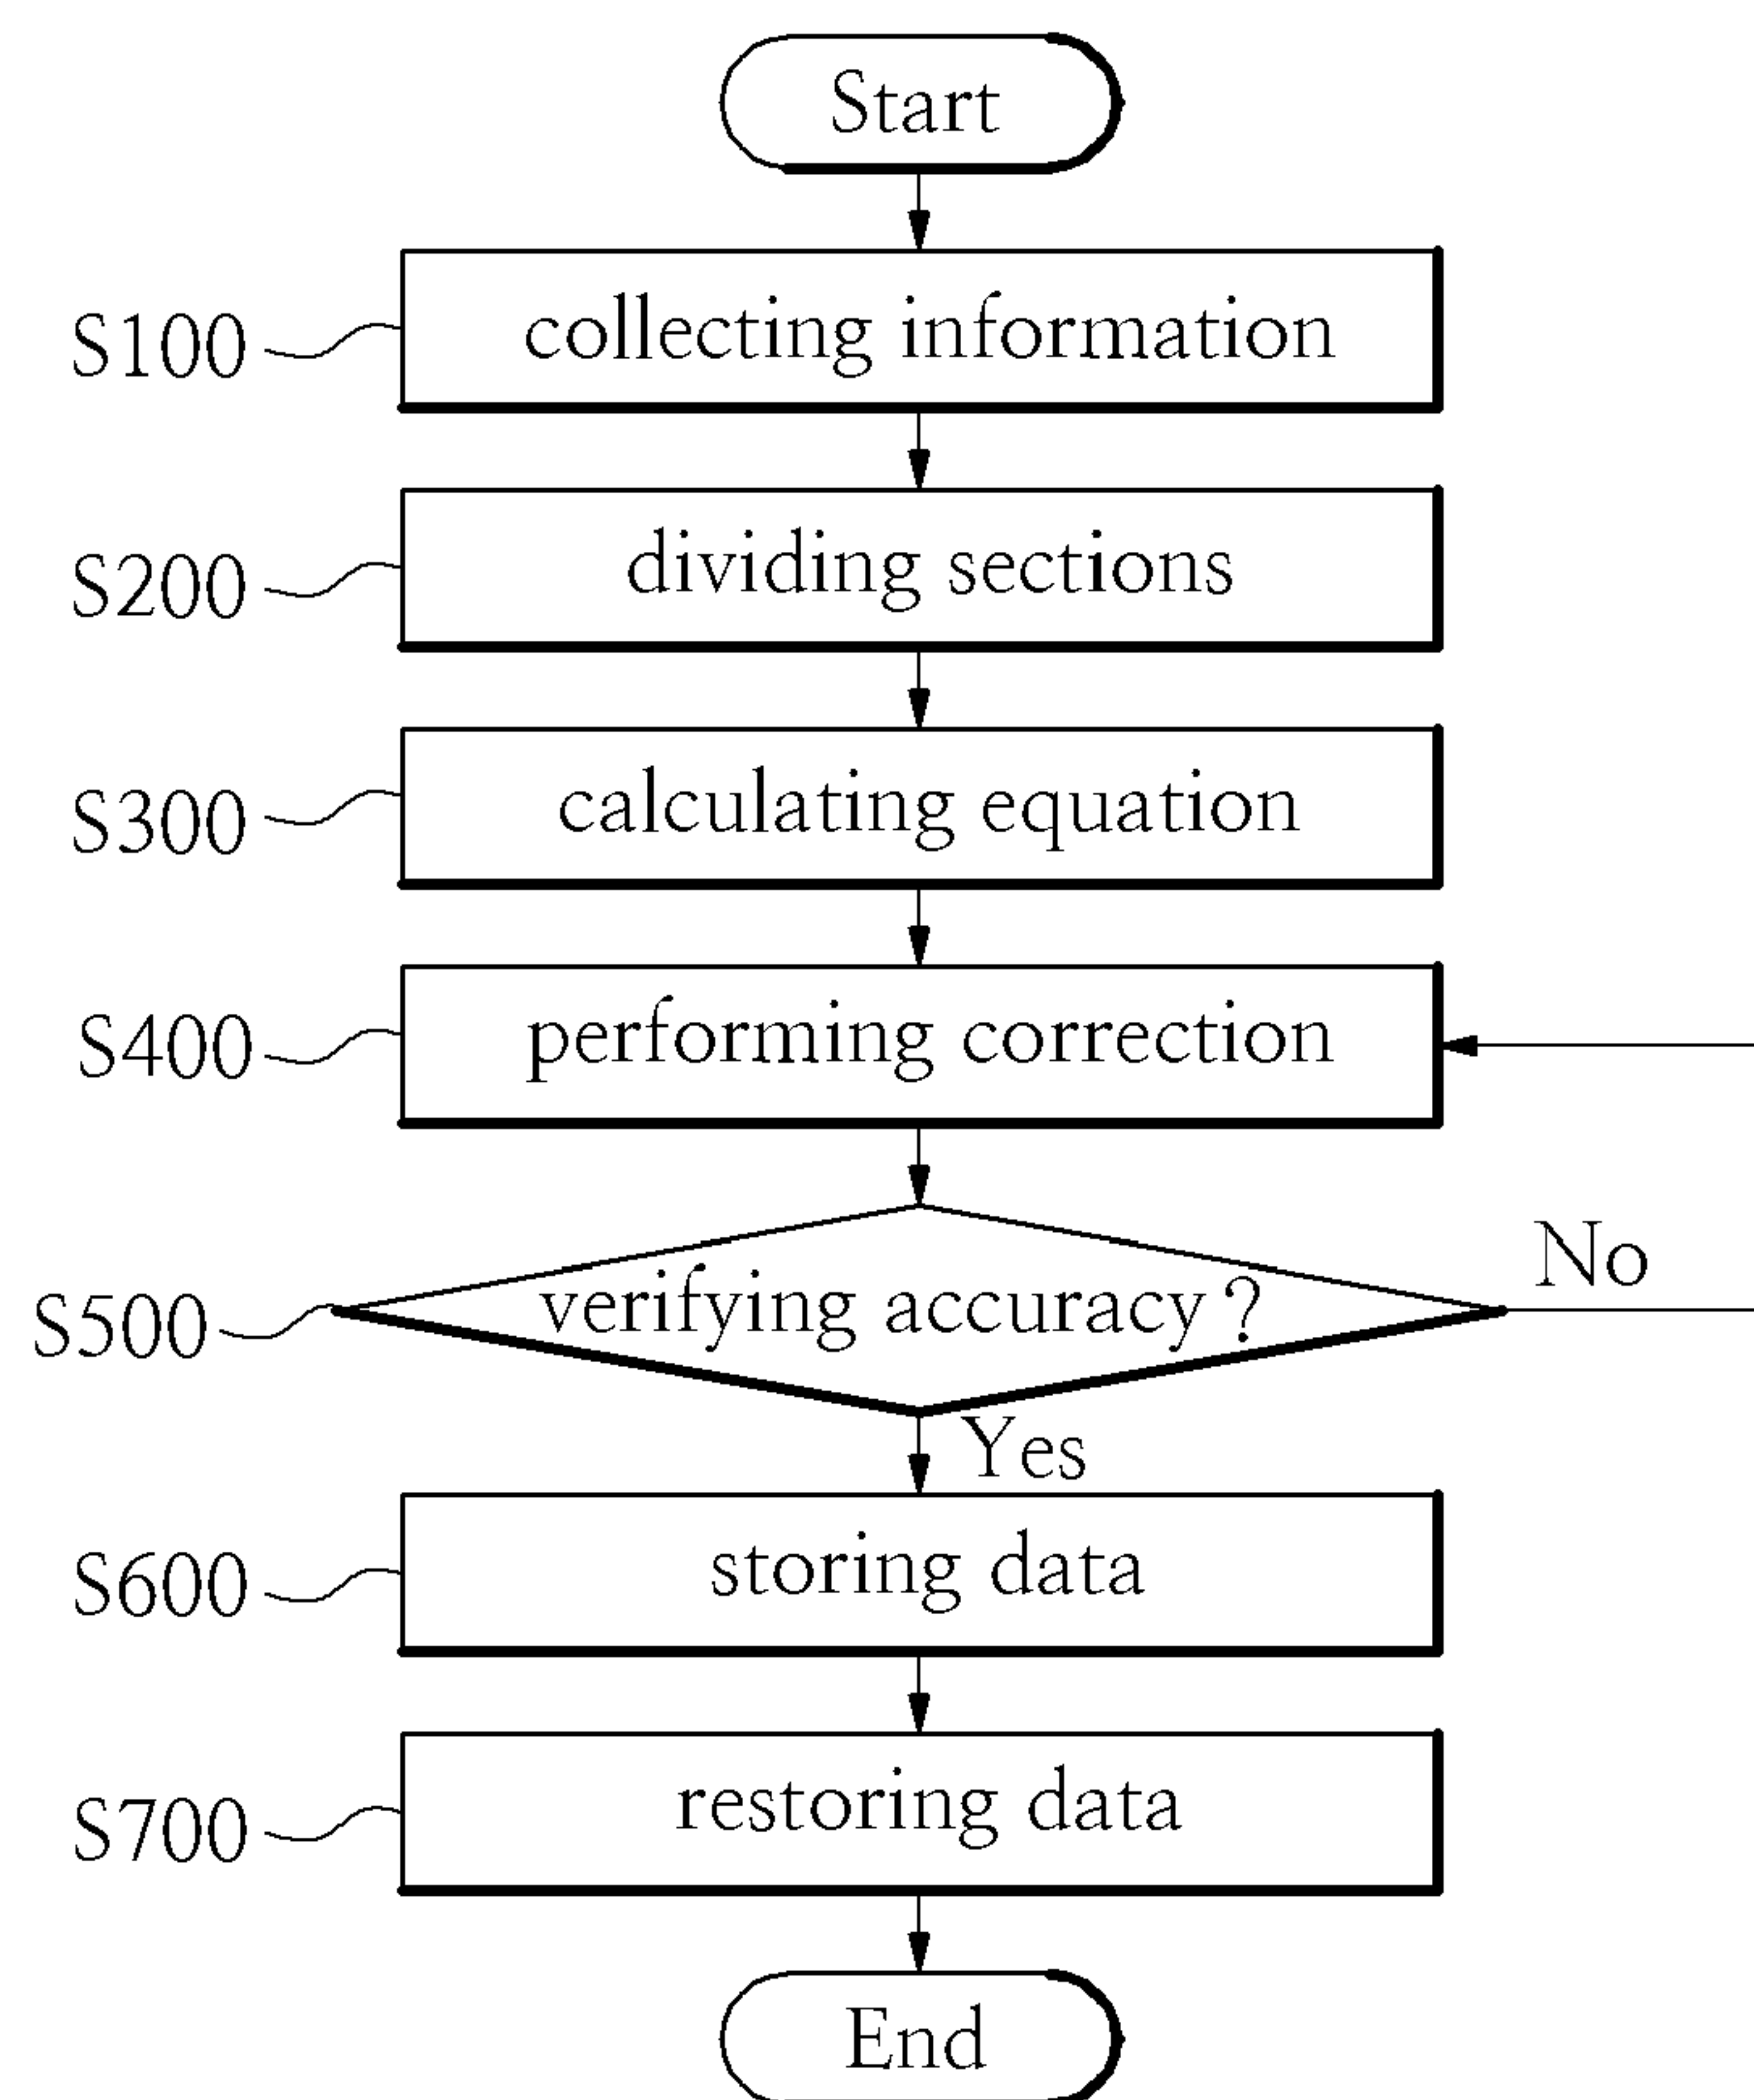 Start
S100 collecting information
S200 dividing sections
S300 calculating equation
S400 performing correction
S500 verifying accuracy ? No
Yes
S600 storing data
S700 restoring data
End